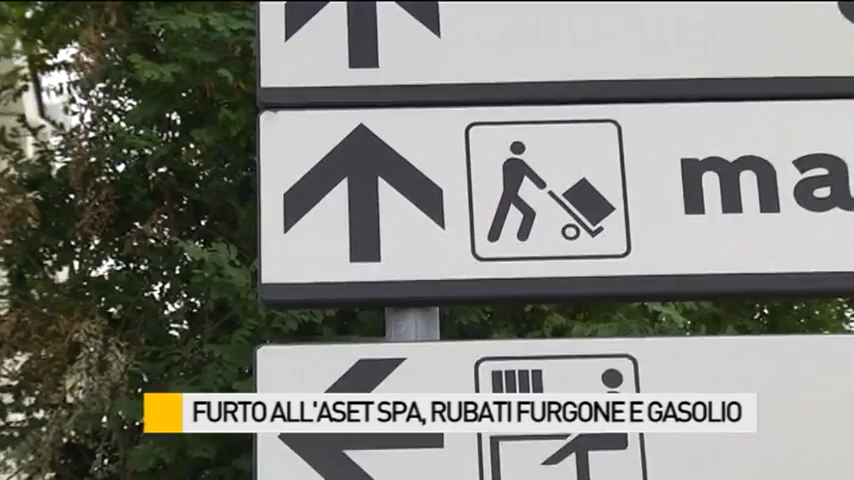 ma
FURTO ALL'ASET SPA, RUBATI FURGONE E GASOLIO